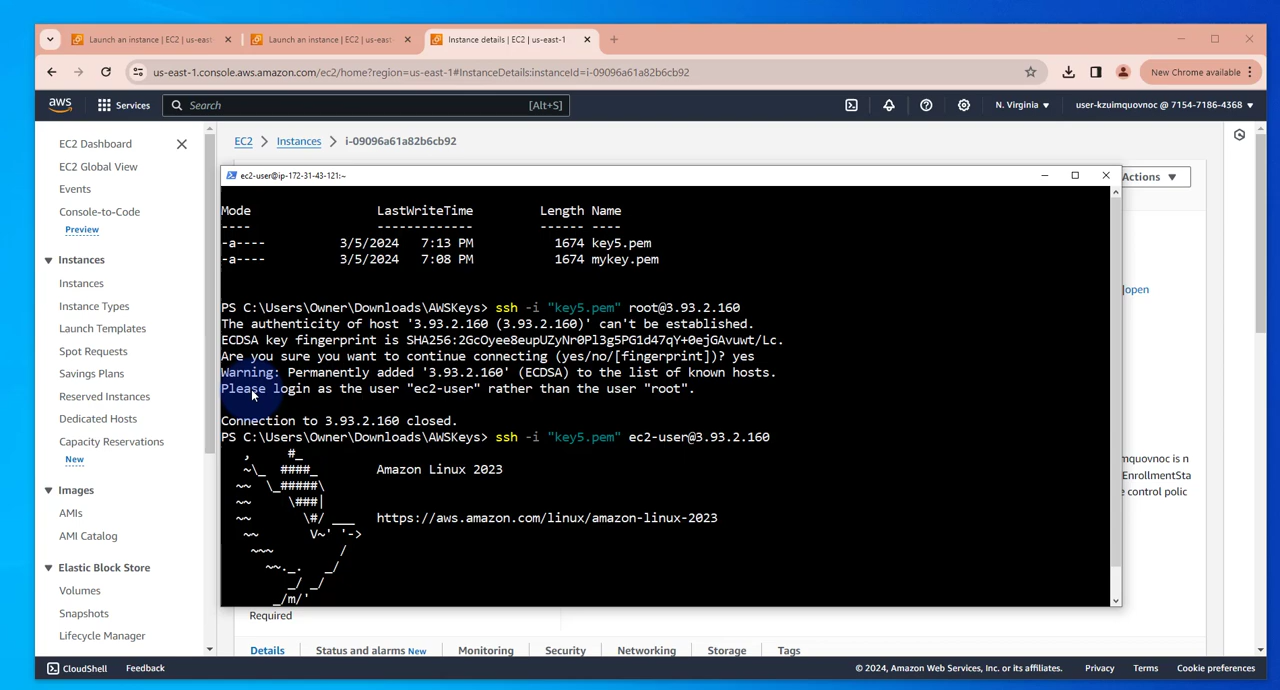 Launch an instance | EC2 | us-east
Launch an instance | EC2 | us-east
Instance details | EC2 | us-east-1
us-east-1.console.aws.amazon.com/ec2/home?region=us-east-1#InstanceDetails:instanceId=i-09096a61a82b6cb92
New Chrome available
aws
Services
Search
[Alt+S]
N. Virginia
user-kzuimquovnoc @ 7154-7186-4368
EC2 Dashboard
EC2 Global View
Events
Console-to-Code
Preview
Instances
Instances
Instance Types
Launch Templates
Spot Requests
Savings Plans
Reserved Instances
Dedicated Hosts
Capacity Reservations
New
Images
AMIs
AMI Catalog
Elastic Block Store
Volumes
Snapshots
Lifecycle Manager
EC2 > Instances > i-09096a61a82b6cb92
Actions
ec2-user@ip-172-31-43-121:~
Mode LastWriteTime Length Name
---- ------------- ------ ----
-a---- 3/5/2024 7:13 PM 1674 key5.pem
-a---- 3/5/2024 7:08 PM 1674 mykey.pem
PS C:\Users\Owner\Downloads\AWSKeys> ssh -i "key5.pem" root@3.93.2.160
The authenticity of host '3.93.2.160 (3.93.2.160)' can't be established.
ECDSA key fingerprint is SHA256:2GcOyee8eupUZyNr0Pl3g5PG1d47qY+0ejGAvuwt/Lc.
Are you sure you want to continue connecting (yes/no/[fingerprint])? yes
Warning: Permanently added '3.93.2.160' (ECDSA) to the list of known hosts.
Please login as the user "ec2-user" rather than the user "root".
Connection to 3.93.2.160 closed.
PS C:\Users\Owner\Downloads\AWSKeys> ssh -i "key5.pem" ec2-user@3.93.2.160
   ,     #_
   ~\_  ####_        Amazon Linux 2023
  ~~  \_#####\
  ~~     \###|
  ~~       \#/ ___   https://aws.amazon.com/linux/amazon-linux-2023
   ~~       V~' '->
    ~~~         /
      ~~._.   _/
         _/ _/
       _/m/'
open
mquovnoc is n
EnrollmentSta
e control polic
Required
Details
Status and alarms New
Monitoring
Security
Networking
Storage
Tags
CloudShell
Feedback
© 2024, Amazon Web Services, Inc. or its affiliates.
Privacy
Terms
Cookie preferences